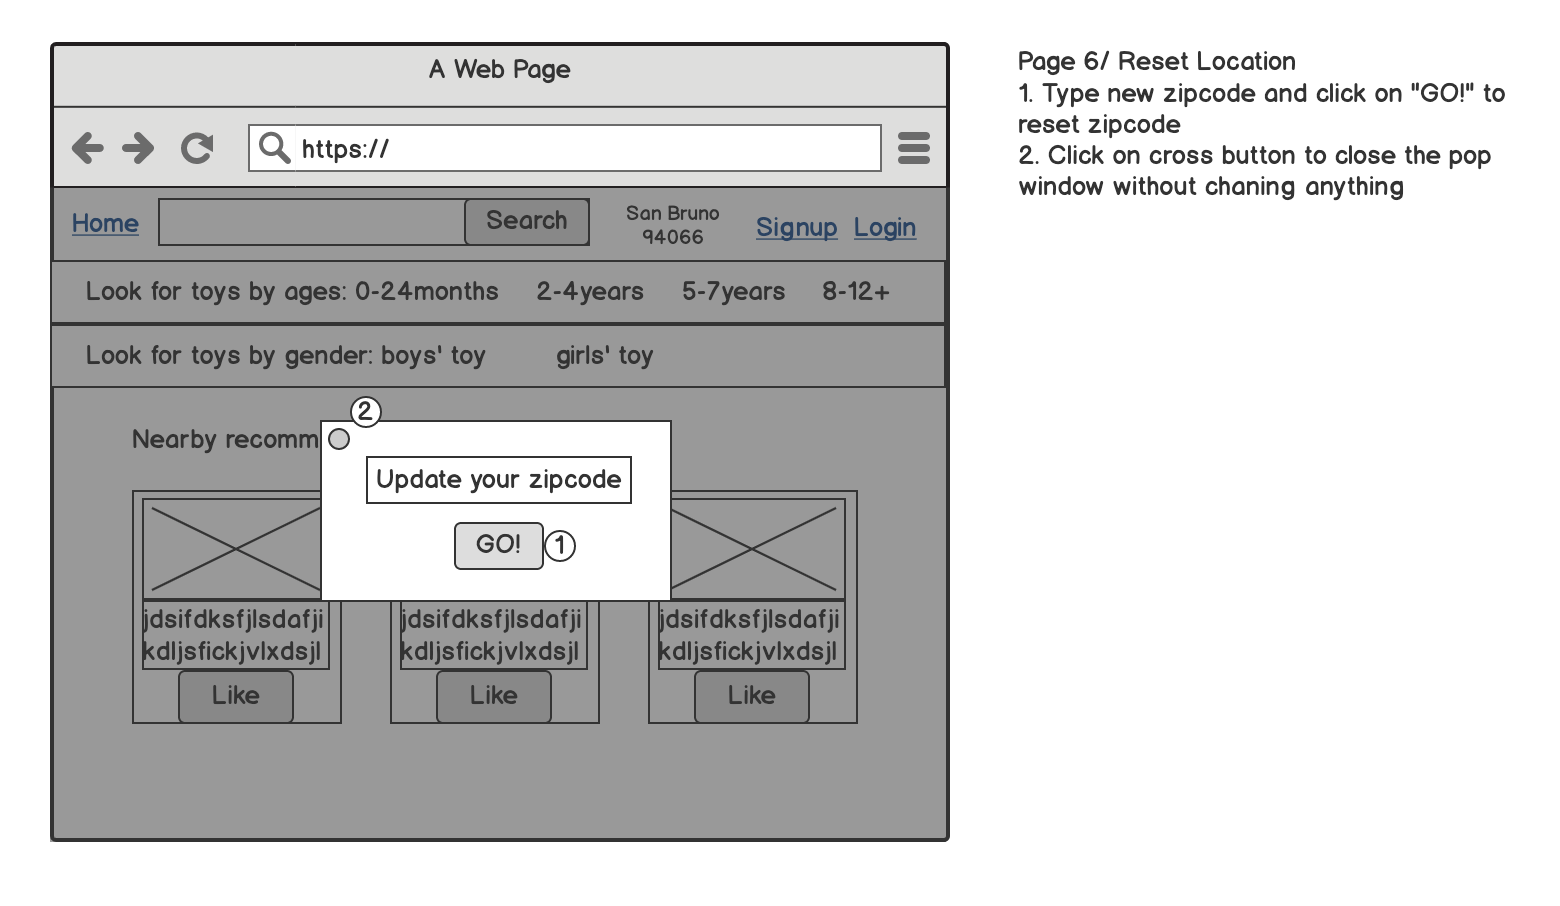 A Web Page
https://
Home
Search
San Bruno
94066
Signup Login
Look for toys by ages: 0-24months 2-4years 5-7years 8-12+
Look for toys by gender: boys' toy girls' toy
2
Nearby recomm
Update your zipcode
GO! 1
jdsifdksfjlsdafji jdsifdksfjlsdafji jdsifdksfjlsdafji
kdljsfickjvlxdsjl kdljsfickjvlxdsjl kdljsfickjvlxdsjl
Like Like Like
Page 6/ Reset Location
1. Type new zipcode and click on "GO!" to
reset zipcode
2. Click on cross button to close the pop
window without chaning anything